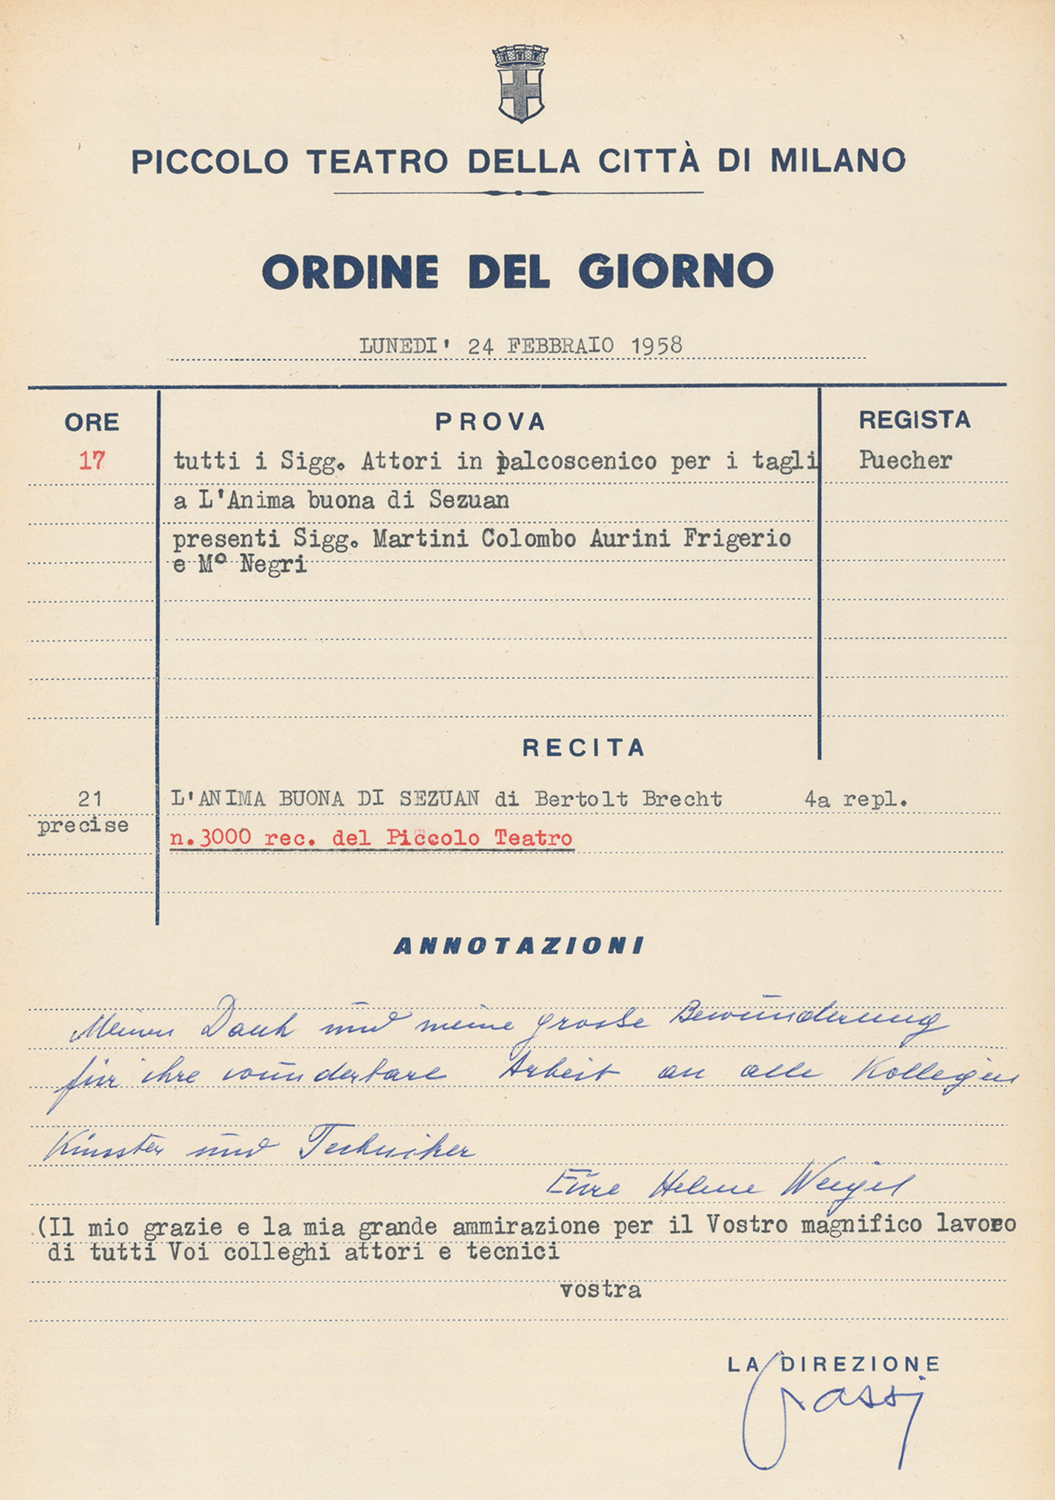 PICCOLO TEATRO DELLA CITTÀ DI MILANO
ORDINE DEL GIORNO
LUNEDI' 24 FEBBRAIO 1958
ORE PROVA REGISTA
17 tutti i Sigg. Attori in palcoscenico per i tagli Puecher
a L'Anima buona di Sezuan
presenti Sigg. Martini Colombo Aurini Frigerio
e Mº Negri
RECITA
21 L'ANIMA BUONA DI SEZUAN di Bertolt Brecht 4a repl.
precise
n.3000 rec. del Piccolo Teatro
ANNOTAZIONI
Meinen Dank und meine grosse Bewunderung
für ihre wunderbare Arbeit an alle Kollegen
Künstler und Techniker
Eure Helene Weigel
(Il mio grazie e la mia grande ammirazione per il Vostro magnifico lavoro
di tutti Voi colleghi attori e tecnici
vostra
LA DIREZIONE
Grassi